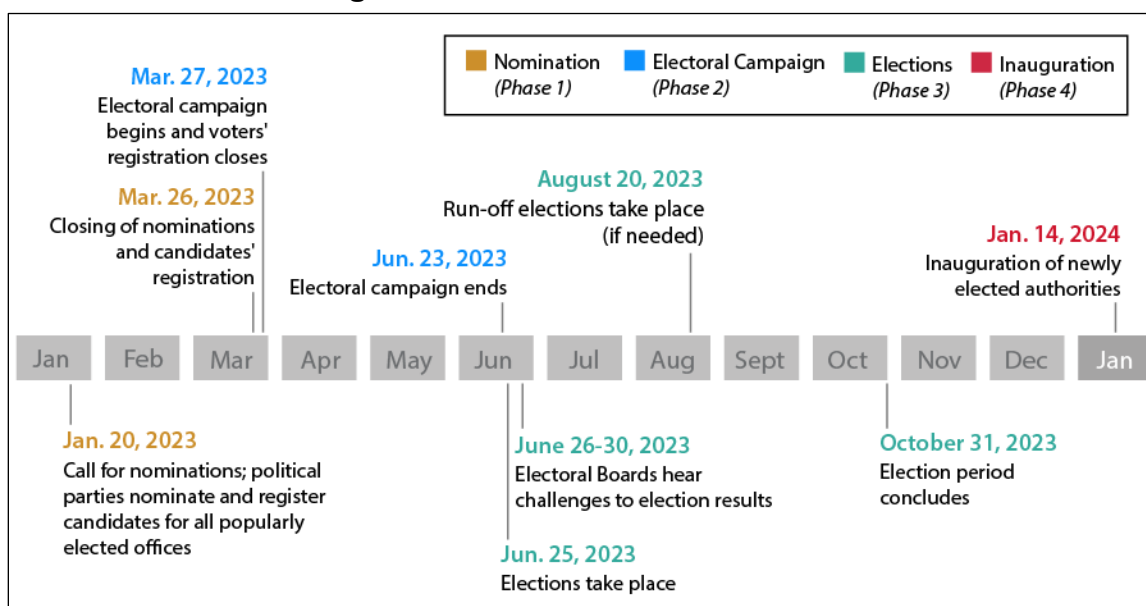 Nomination
(Phase 1)
Electoral Campaign
(Phase 2)
Elections
(Phase 3)
Inauguration
(Phase 4)
Mar. 27, 2023
Electoral campaign
begins and voters'
registration closes
Mar. 26, 2023
Closing of nominations
and candidates'
registration
Jun. 23, 2023
Electoral campaign ends
August 20, 2023
Run-off elections take place
(if needed)
Jan. 14, 2024
Inauguration of newly
elected authorities
Jan Feb Mar Apr May Jun Jul Aug Sept Oct Nov Dec Jan
Jan. 20, 2023
Call for nominations; political
parties nominate and register
candidates for all popularly
elected offices
June 26-30, 2023
Electoral Boards hear
challenges to election results
Jun. 25, 2023
Elections take place
October 31, 2023
Election period
concludes